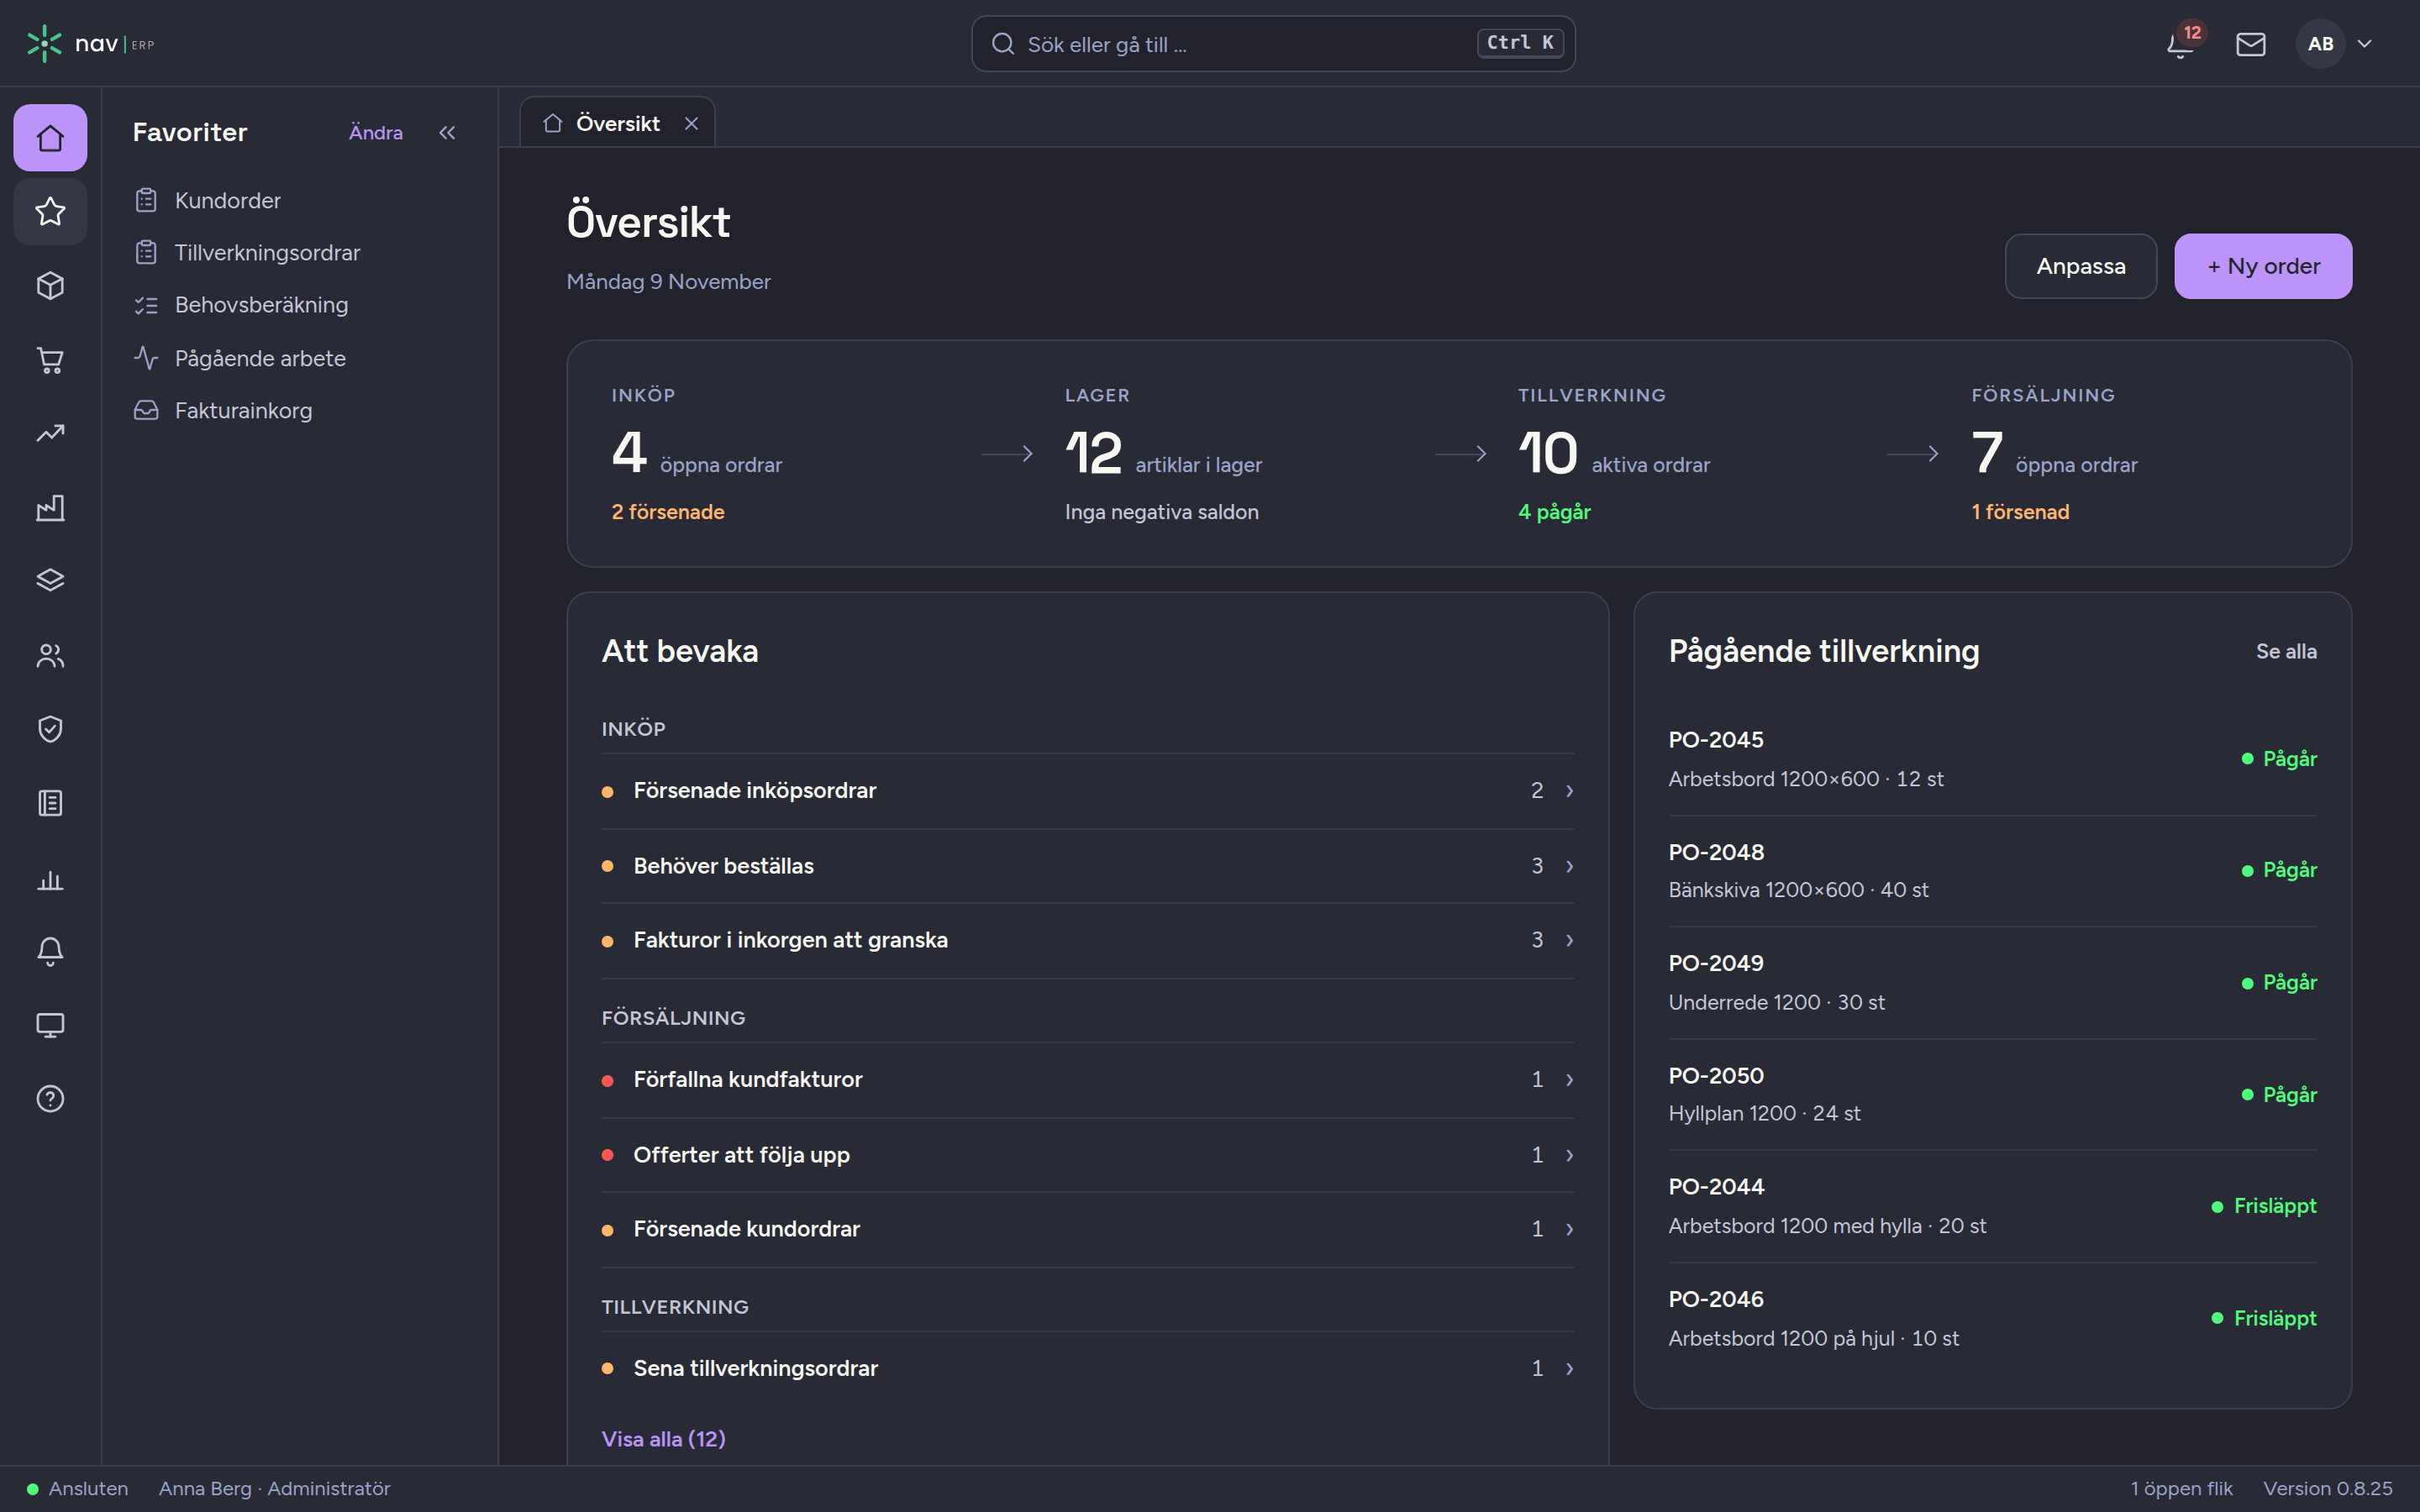 nav | ERP
Sök eller gå till ...
Ctrl K
12
AB
Favoriter
Ändra
Kundorder
Tillverkningsordrar
Behovsberäkning
Pågående arbete
Fakturainkorg
Översikt
Översikt
Måndag 9 November
Anpassa
+ Ny order
INKÖP
4 öppna ordrar
2 försenade
LAGER
12 artiklar i lager
Inga negativa saldon
TILLVERKNING
10 aktiva ordrar
4 pågår
FÖRSÄLJNING
7 öppna ordrar
1 försenad
Att bevaka
INKÖP
Försenade inköpsordrar 2
Behöver beställas 3
Fakturor i inkorgen att granska 3
FÖRSÄLJNING
Förfallna kundfakturor 1
Offerter att följa upp 1
Försenade kundordrar 1
TILLVERKNING
Sena tillverkningsordrar 1
Visa alla (12)
Pågående tillverkning
Se alla
PO-2045
Arbetsbord 1200×600 · 12 st
Pågår
PO-2048
Bänkskiva 1200×600 · 40 st
Pågår
PO-2049
Underrede 1200 · 30 st
Pågår
PO-2050
Hyllplan 1200 · 24 st
Pågår
PO-2044
Arbetsbord 1200 med hylla · 20 st
Frisläppt
PO-2046
Arbetsbord 1200 på hjul · 10 st
Frisläppt
Ansluten
Anna Berg · Administratör
1 öppen flik
Version 0.8.25